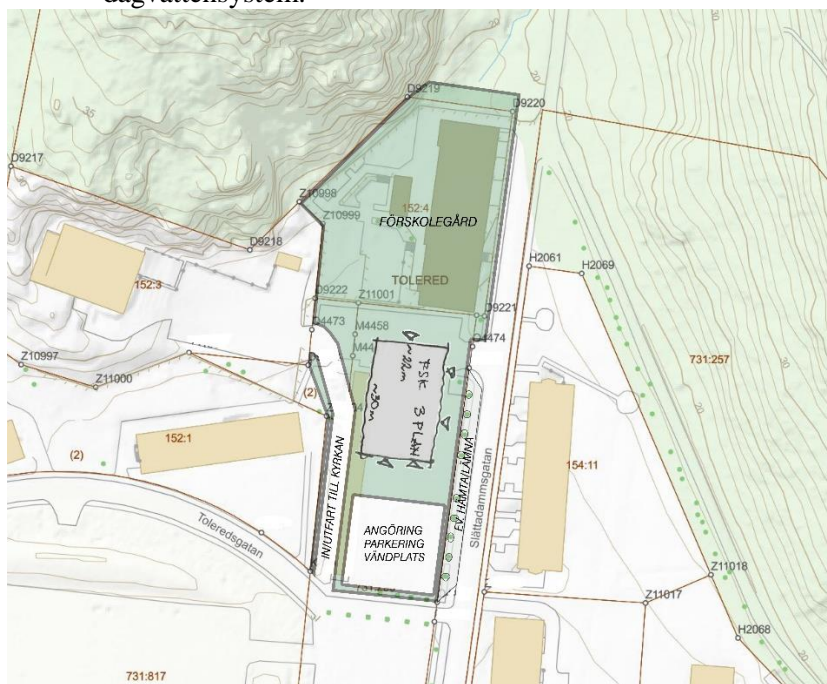 dagvattensystem.
20
D9219
D9220
35
D9217
Z10998
152:4
Z10999
FÖRSKOLEGÅRD
D9218
H2061
H2069
152:3
TOLERED
D9222
Z11001
D9221
D4473
M4458
D4474
731:257
M44
Z10997
FSK 3 PLAN
~22m
~30m
Z11000
(2)
152:1
(2)
IN/UTFART TILL KYRKAN
EV. HÄMTA/LÄMNA
Slättadammsgatan
154:11
Toleredsgatan
ANGÖRING
PARKERING
VÄNDPLATS
Z11018
Z11017
H2068
20
731:817